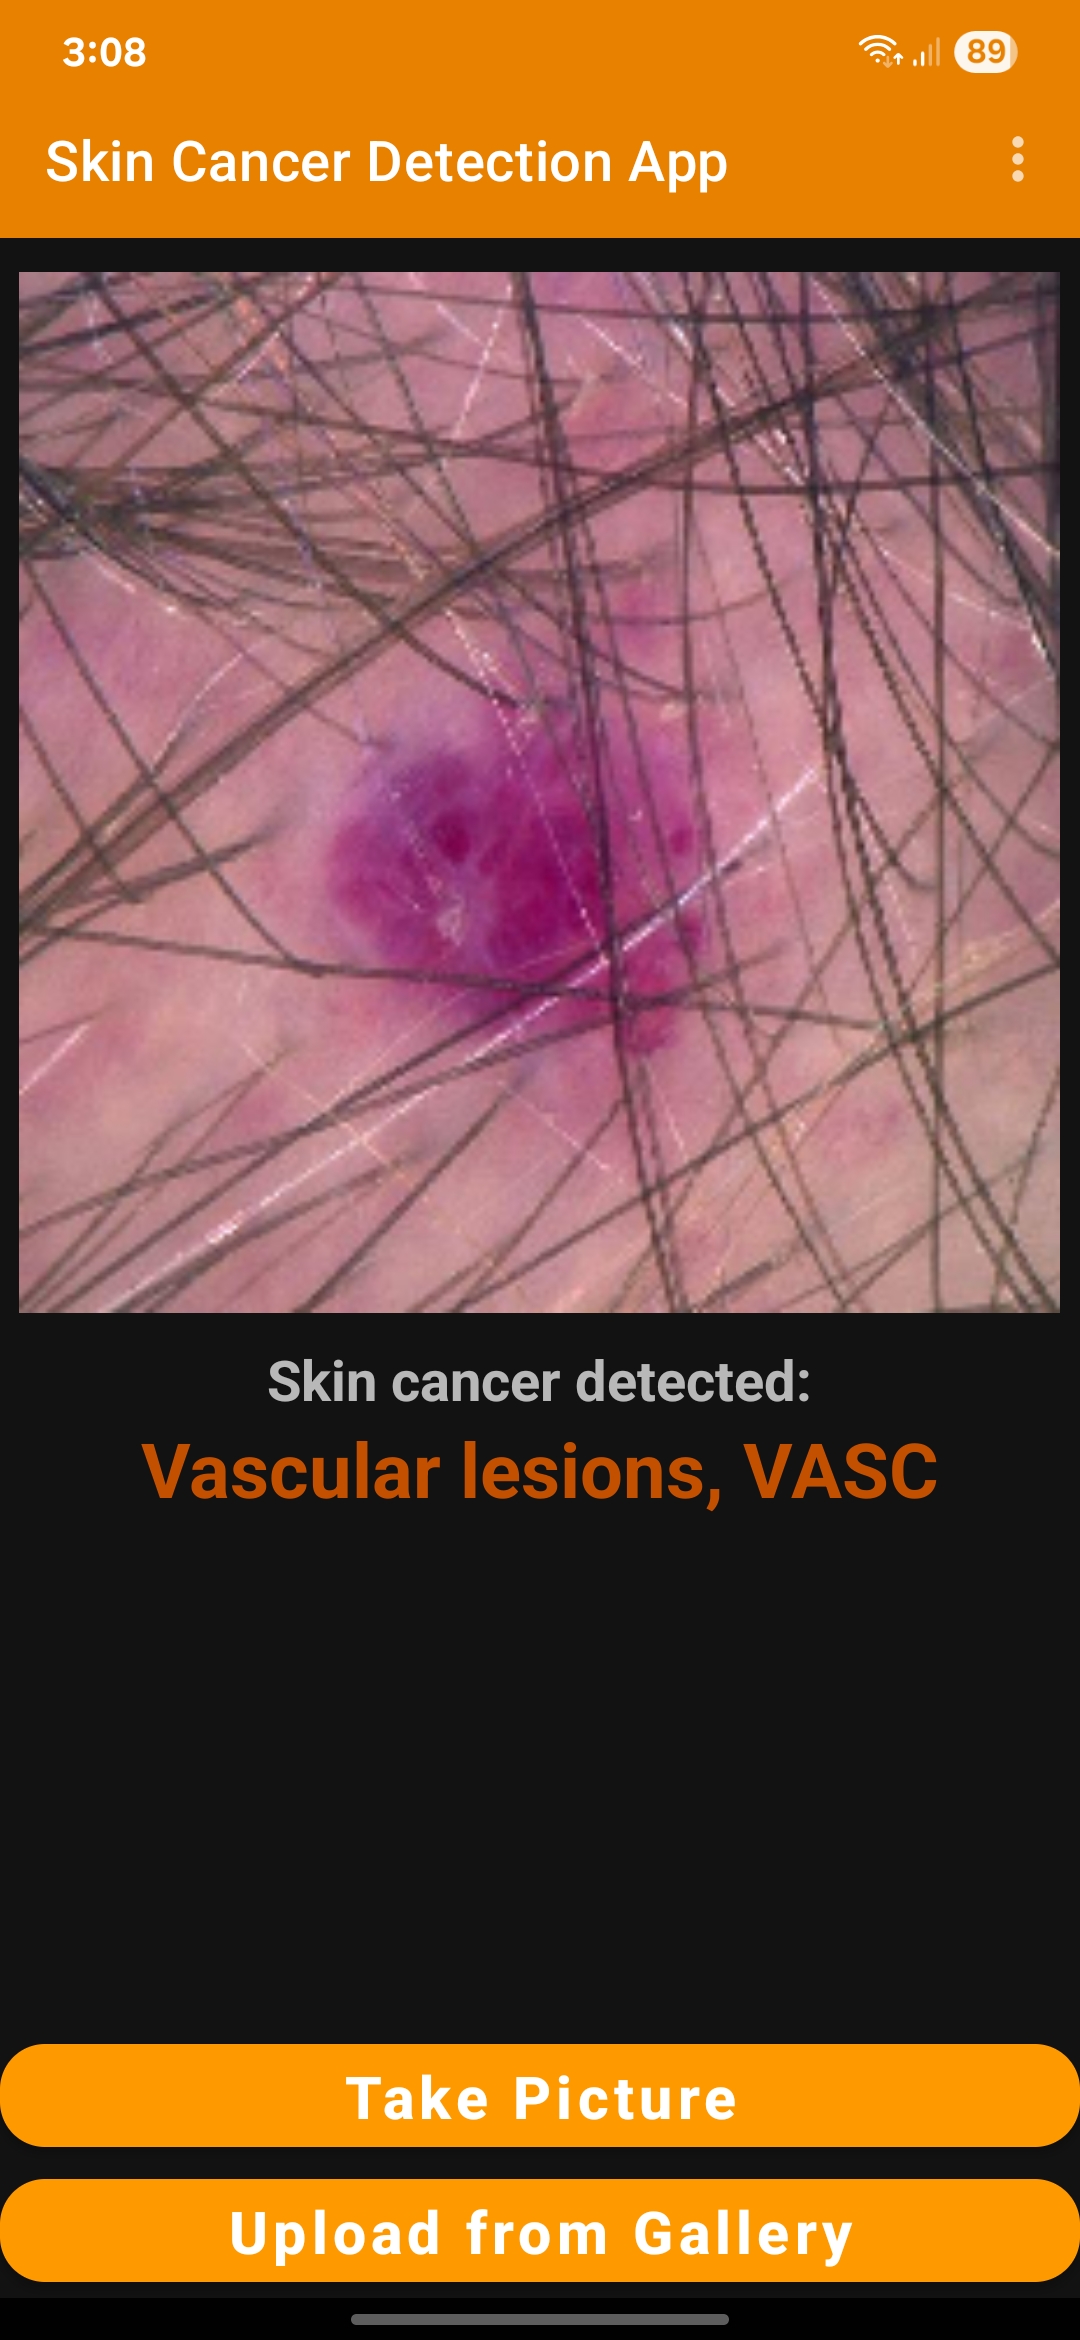 3:08
89
Skin Cancer Detection App
Skin cancer detected:
Vascular lesions, VASC
Take Picture
Upload from Gallery